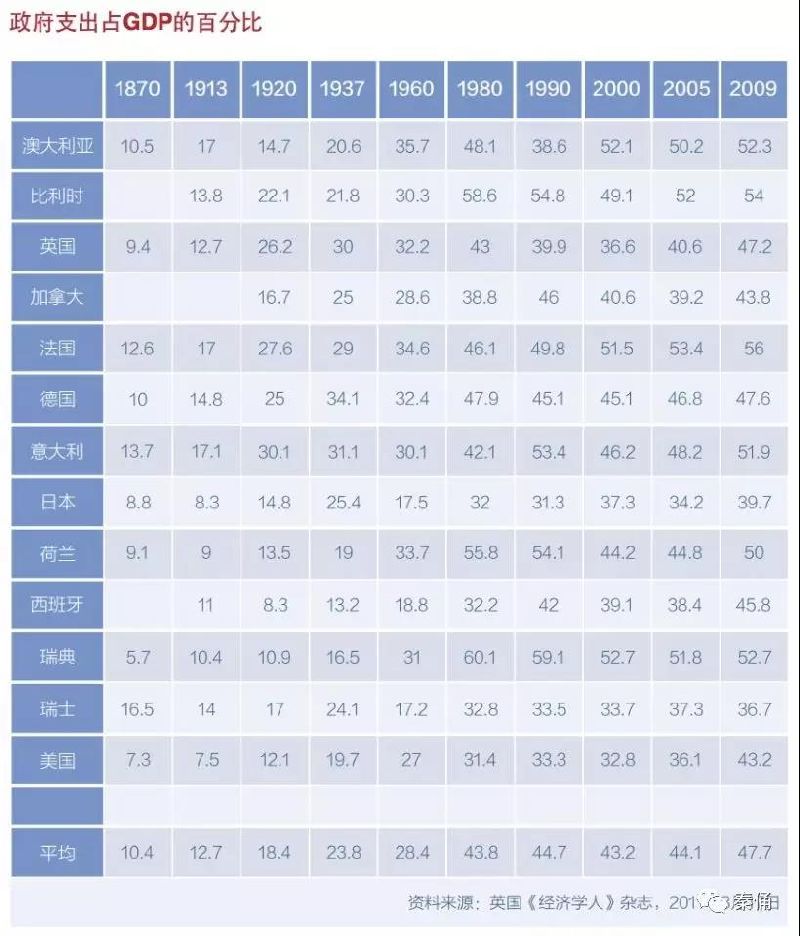 政府支出占GDP的百分比
1870 1913 1920 1937 1960 1980 1990 2000 2005 2009
澳大利亚 10.5 17 14.7 20.6 35.7 48.1 38.6 52.1 50.2 52.3
比利时 13.8 22.1 21.8 30.3 58.6 54.8 49.1 52 54
英国 9.4 12.7 26.2 30 32.2 43 39.9 36.6 40.6 47.2
加拿大 16.7 25 28.6 38.8 46 40.6 39.2 43.8
法国 12.6 17 27.6 29 34.6 46.1 49.8 51.5 53.4 56
德国 10 14.8 25 34.1 32.4 47.9 45.1 45.1 46.8 47.6
意大利 13.7 17.1 30.1 31.1 30.1 42.1 53.4 46.2 48.2 51.9
日本 8.8 8.3 14.8 25.4 17.5 32 31.3 37.3 34.2 39.7
荷兰 9.1 9 13.5 19 33.7 55.8 54.1 44.2 44.8 50
西班牙 11 8.3 13.2 18.8 32.2 42 39.1 38.4 45.8
瑞典 5.7 10.4 10.9 16.5 31 60.1 59.1 52.7 51.8 52.7
瑞士 16.5 14 17 24.1 17.2 32.8 33.5 33.7 37.3 36.7
美国 7.3 7.5 12.1 19.7 27 31.4 33.3 32.8 36.1 43.2
平均 10.4 12.7 18.4 23.8 28.4 43.8 44.7 43.2 44.1 47.7
资料来源：英国《经济学人》杂志，
秦俑